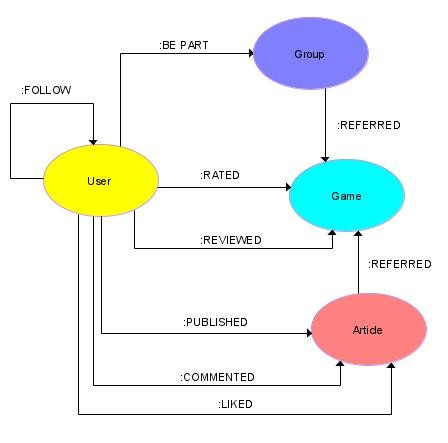 :BE PART
Group
:FOLLOW
:REFERRED
User
:RATED
Game
:REVIEWED
:REFERRED
:PUBLISHED
Article
:COMMENTED
:LIKED